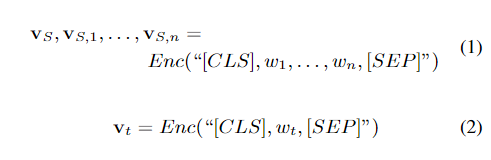 v_S, v_{S,1}, . . . , v_{S,n} =
Enc(“[CLS], w_1, . . . , w_n, [SEP]”) (1)
v_t = Enc(“[CLS], w_t, [SEP]”) (2)